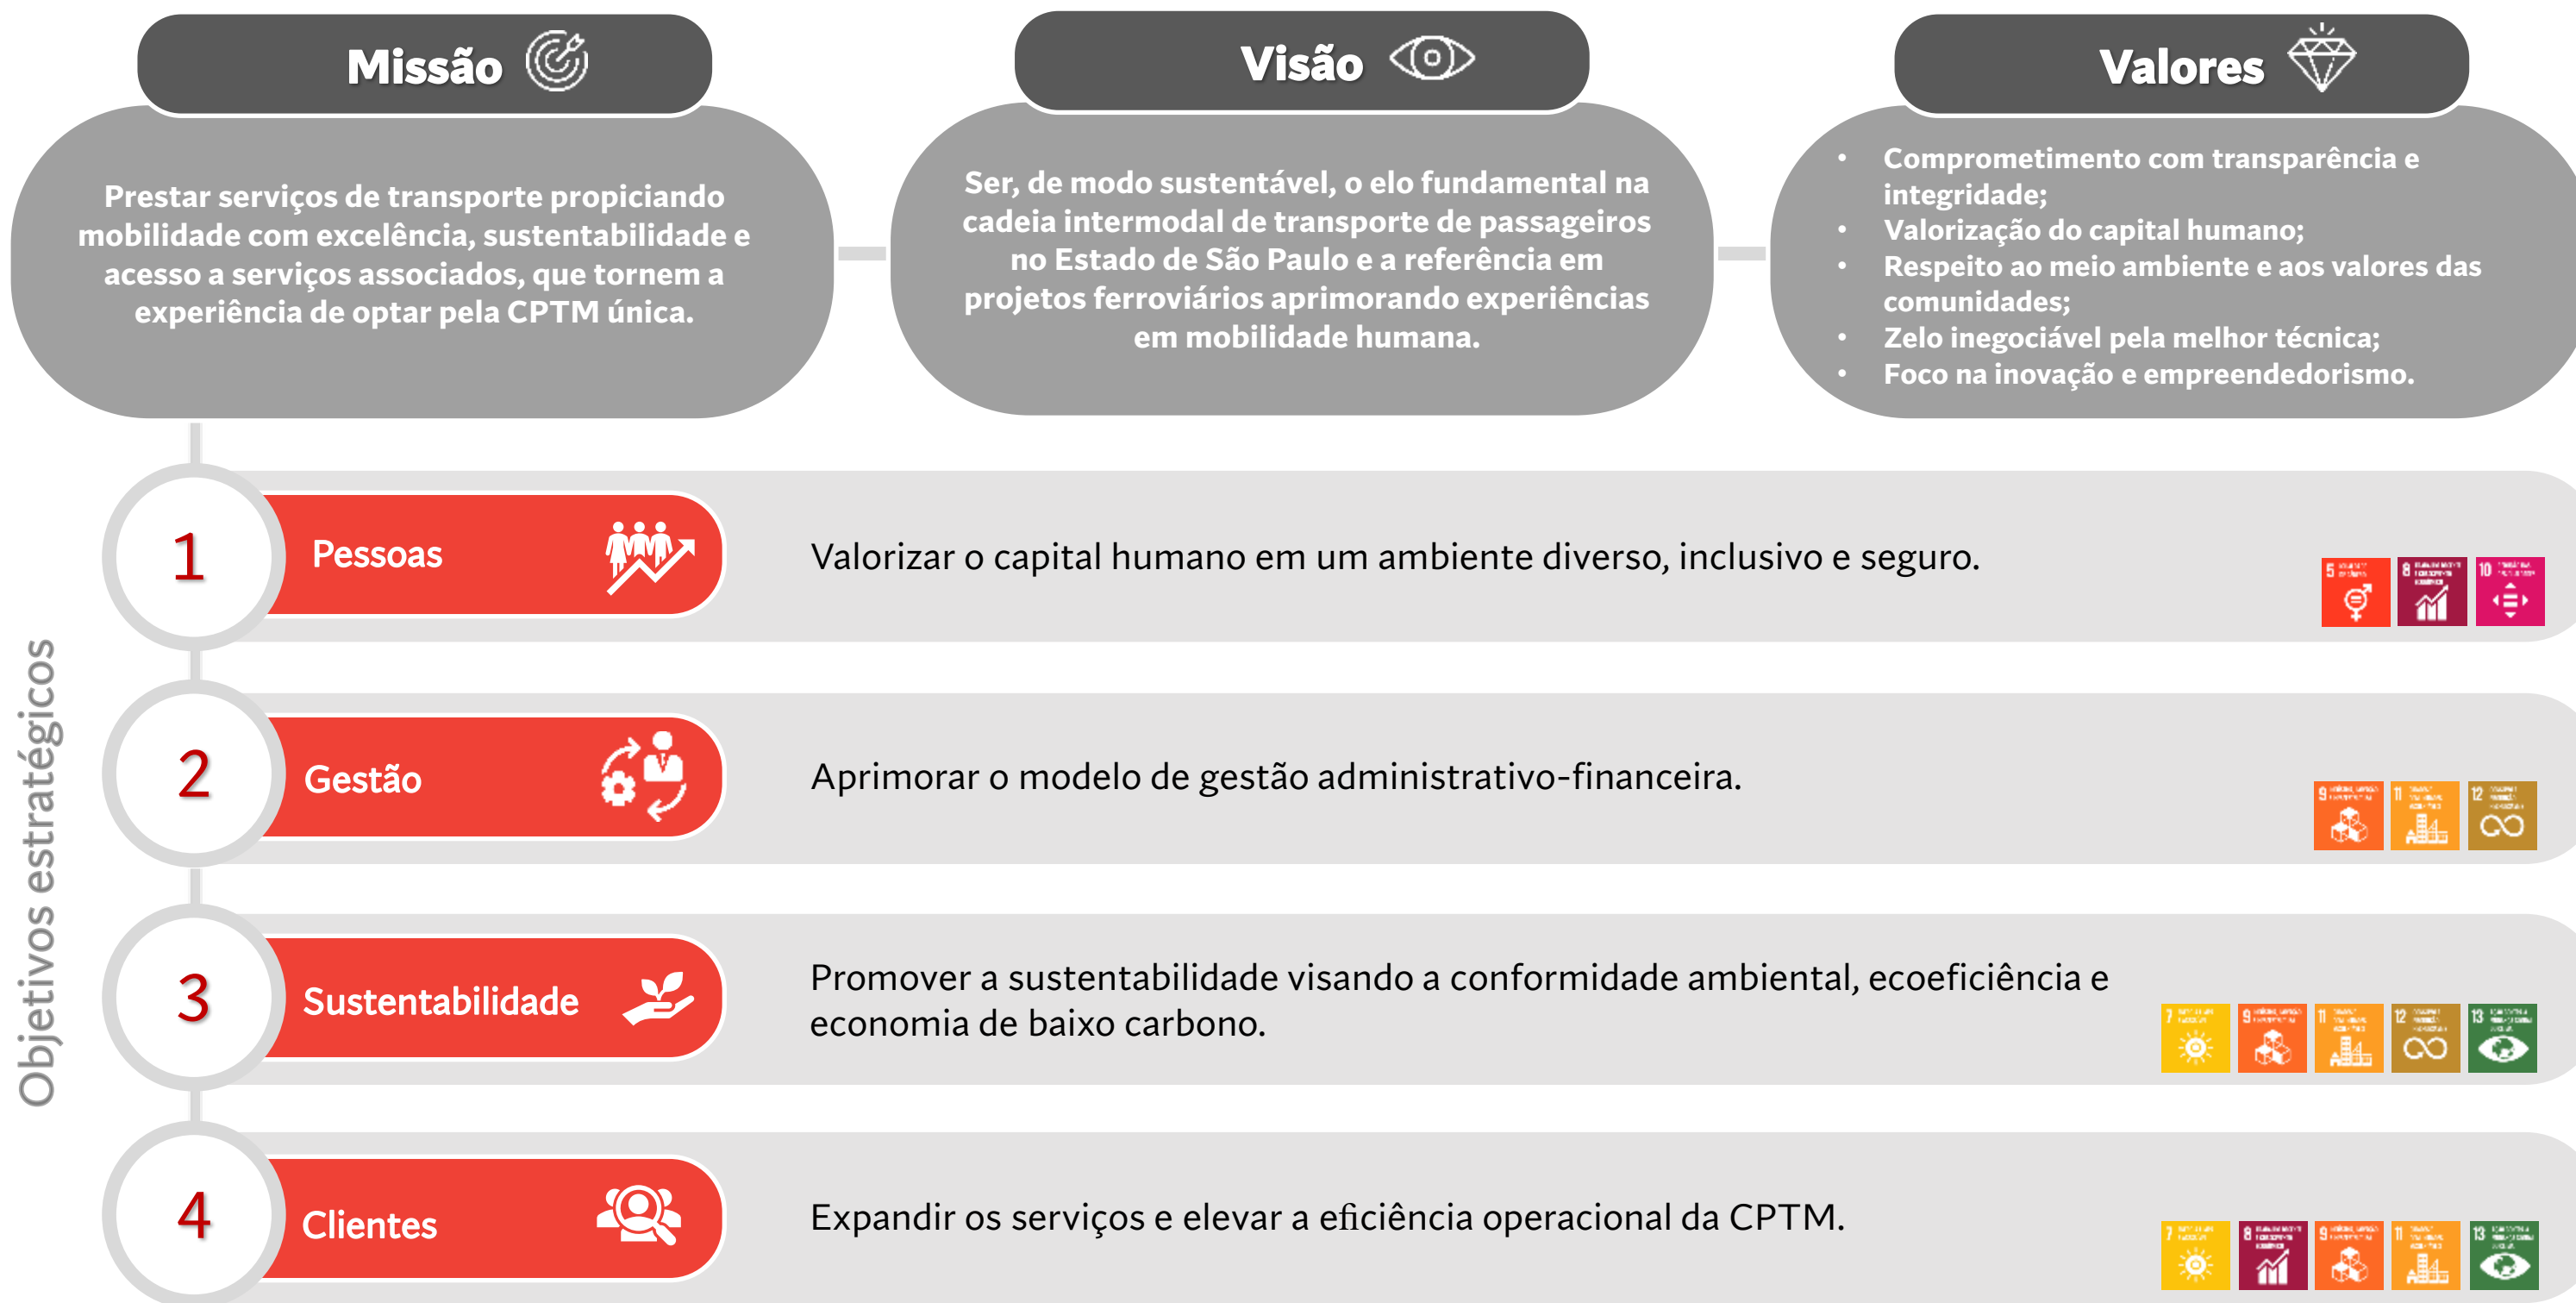 Missão
Prestar serviços de transporte propiciando
mobilidade com excelência, sustentabilidade e
acesso a serviços associados, que tornem a
experiência de optar pela CPTM única.
Visão
Ser, de modo sustentável, o elo fundamental na
cadeia intermodal de transporte de passageiros
no Estado de São Paulo e a referência em
projetos ferroviários aprimorando experiências
em mobilidade humana.
Valores
• Comprometimento com transparência e
integridade;
• Valorização do capital humano;
• Respeito ao meio ambiente e aos valores das
comunidades;
• Zelo inegociável pela melhor técnica;
• Foco na inovação e empreendedorismo.
Objetivos estratégicos
1
Pessoas
Valorizar o capital humano em um ambiente diverso, inclusivo e seguro.
5
8
10
2
Gestão
Aprimorar o modelo de gestão administrativo-financeira.
9
11
12
3
Sustentabilidade
Promover a sustentabilidade visando a conformidade ambiental, ecoeficiência e
economia de baixo carbono.
7
9
11
12
13
4
Clientes
Expandir os serviços e elevar a eficiência operacional da CPTM.
7
8
9
11
13